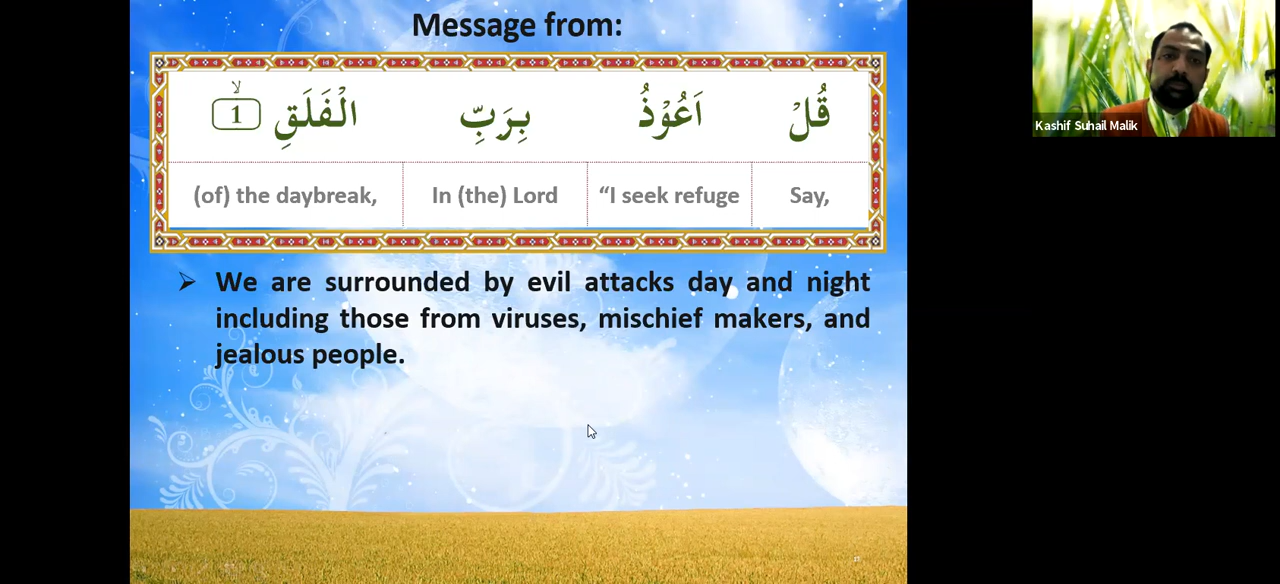 Message from:
قُلْ اَعُوْذُ بِرَبِّ الْفَلَقِ ۙ 1
(of) the daybreak, In (the) Lord “I seek refuge Say,
➢ We are surrounded by evil attacks day and night
including those from viruses, mischief makers, and
jealous people.
Kashif Suhail Malik